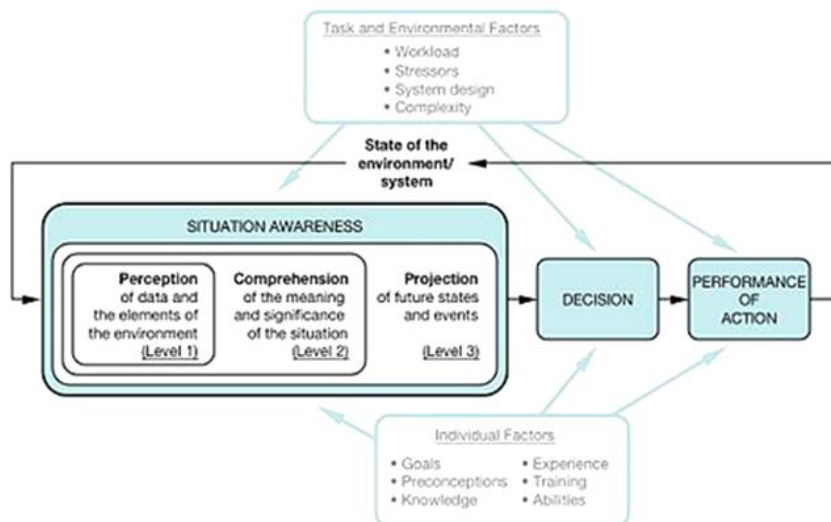 Task and Environmental Factors
• Workload
• Stressors
• System design
• Complexity
State of the
environment/
system
SITUATION AWARENESS
Perception
of data and
the elements of
the environment
(Level 1)
Comprehension
of the meaning
and significance
of the situation
(Level 2)
Projection
of future states
and events
(Level 3)
DECISION
PERFORMANCE
OF
ACTION
Individual Factors
• Goals
• Preconceptions
• Knowledge
• Experience
• Training
• Abilities